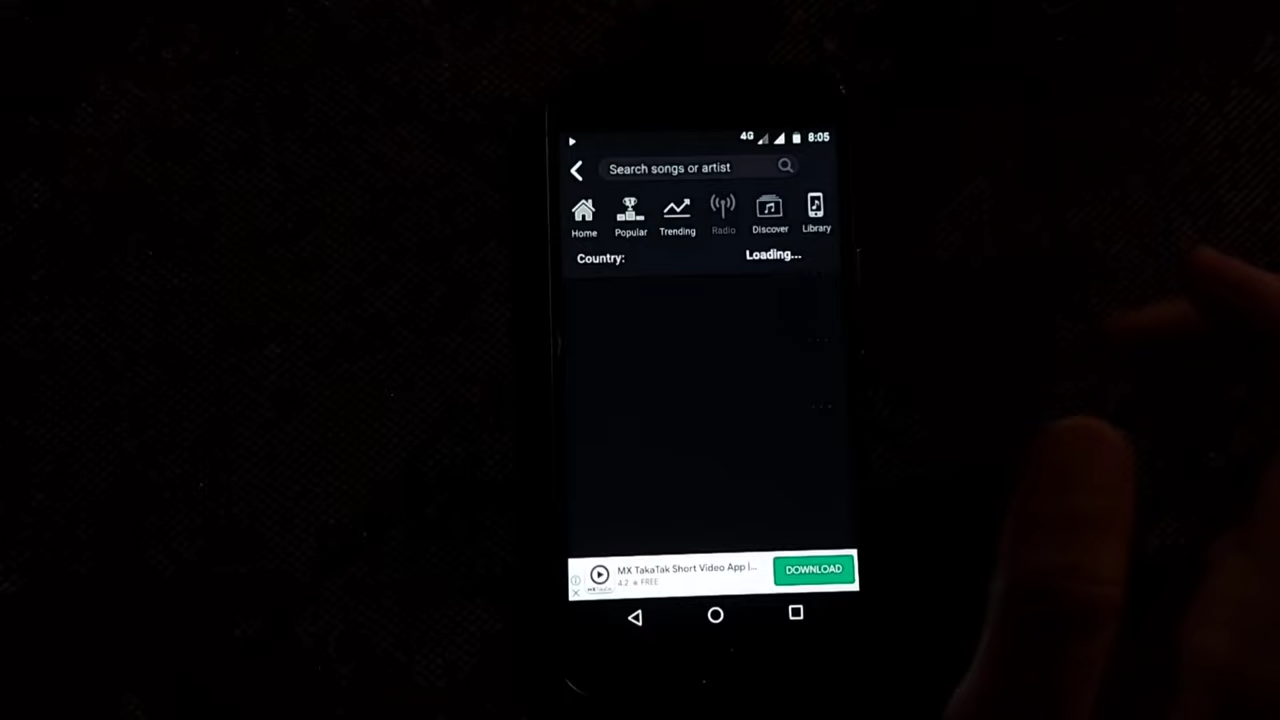 4G 8:05
Search songs or artist
Home Popular Trending Radio Discover Library
Country: Loading...
MX TakaTak Short Video App |...
4.2 ★ FREE
DOWNLOAD